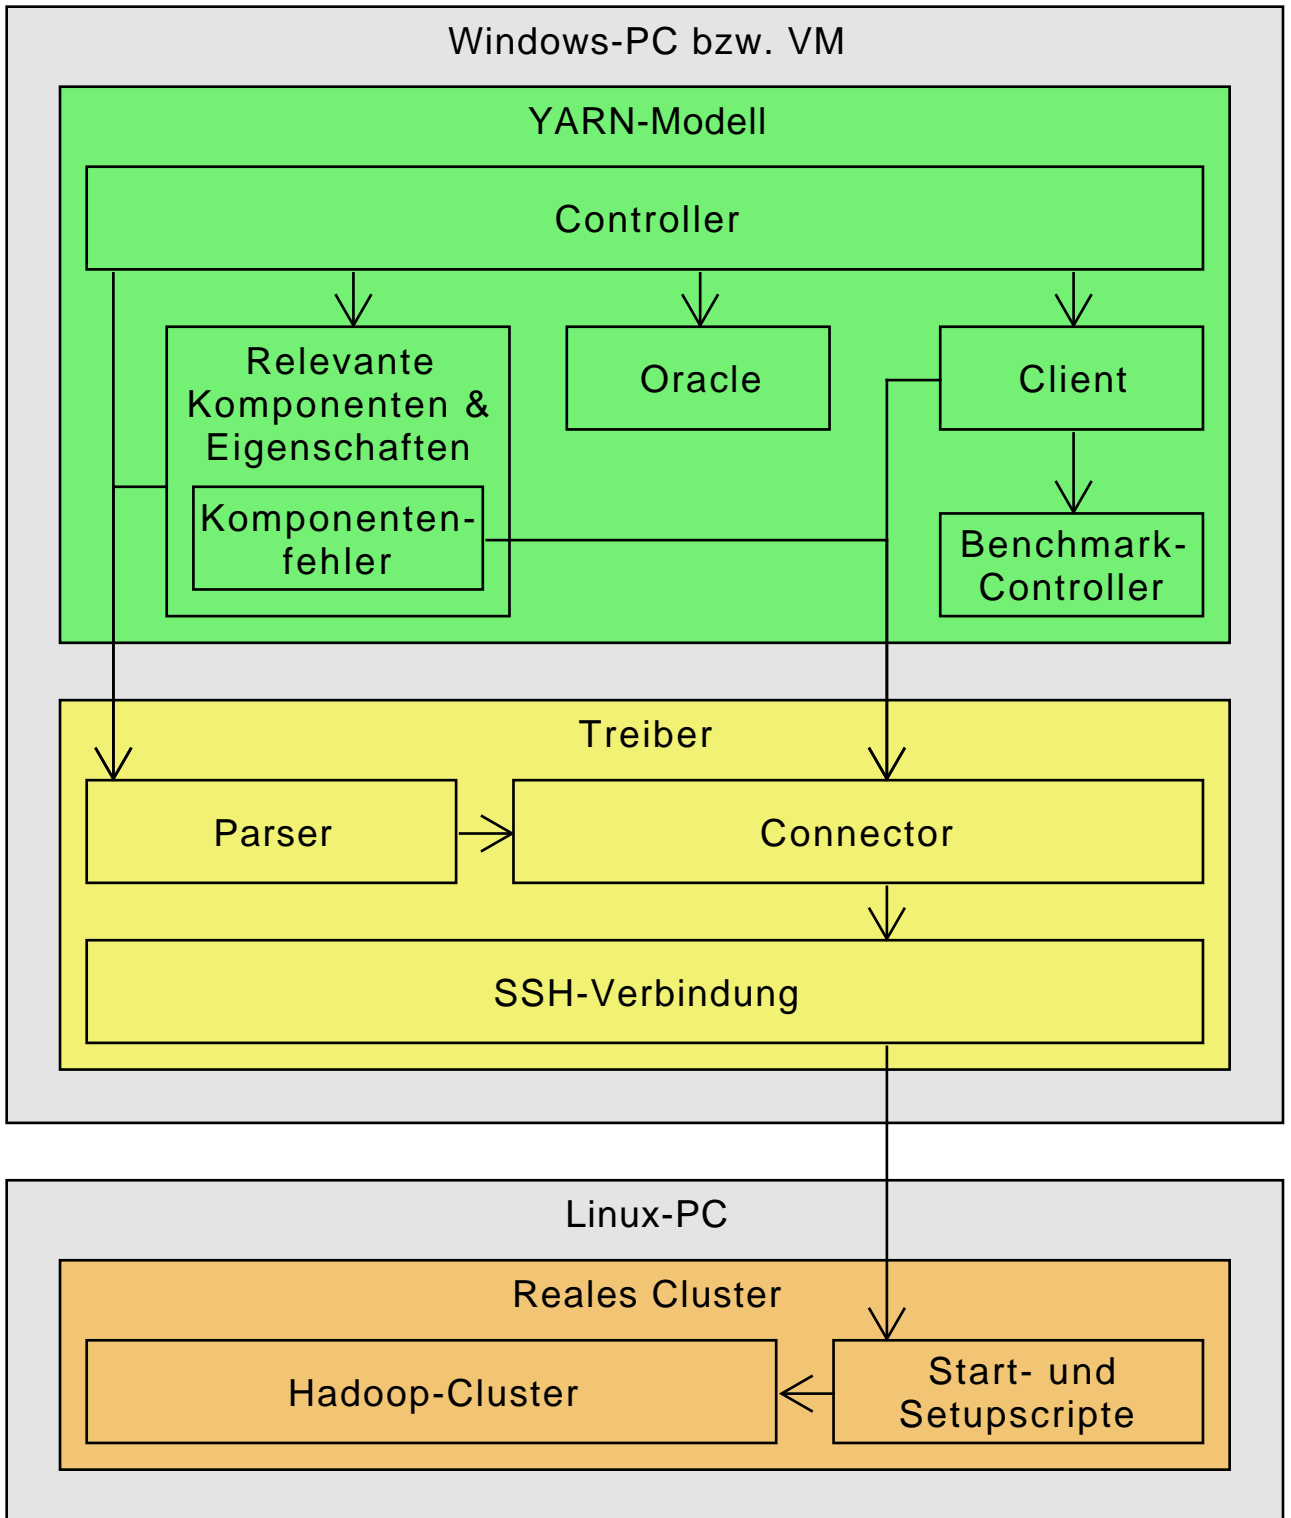 Windows-PC bzw. VM
YARN-Modell
Controller
Relevante
Komponenten &
Eigenschaften
Komponenten-
fehler
Oracle
Client
Benchmark-
Controller
Treiber
Parser
Connector
SSH-Verbindung
Linux-PC
Reales Cluster
Hadoop-Cluster
Start- und
Setupscripte